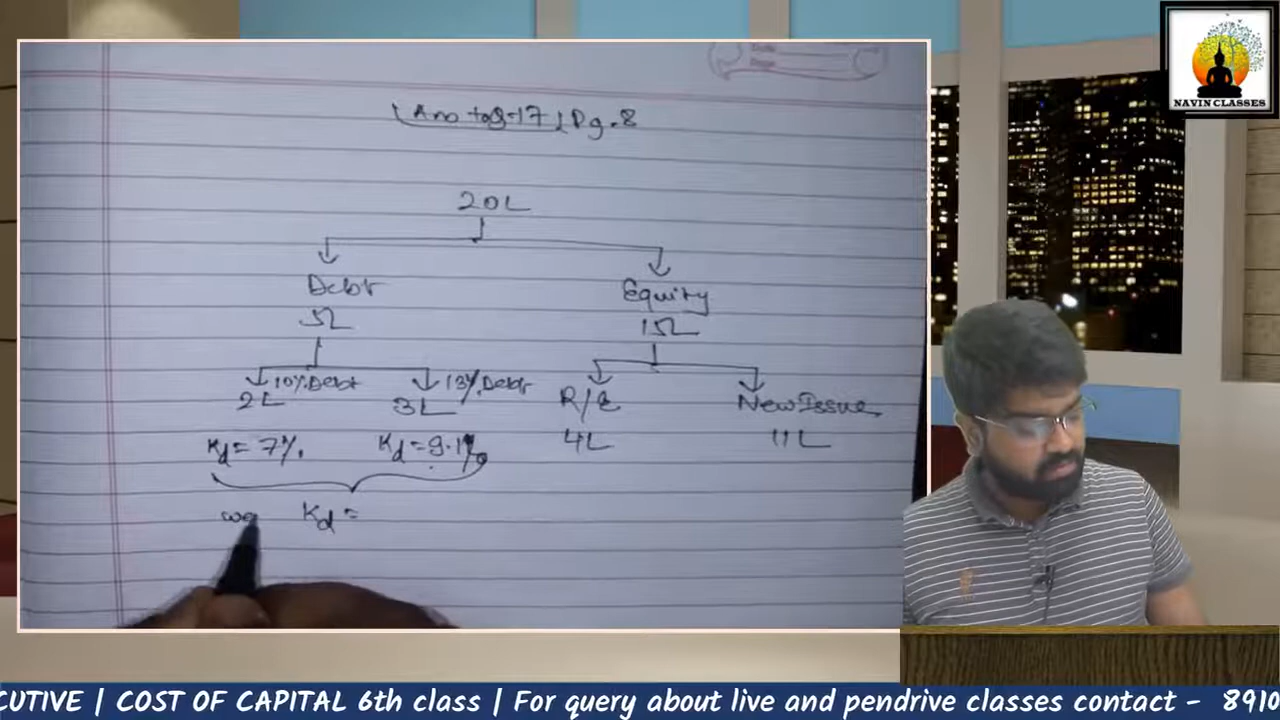 Ans to Q-17 Pg. 8
20L
Debt
Equity
5L
15L
10% Debt
13% Debt
2L
3L
R/E
New Issue
Kd = 7%
Kd = 9.1%
4L
11L
Kd =
NAVIN CLASSES
CUTIVE | COST OF CAPITAL 6th class | For query about live and pendrive classes contact - 8910